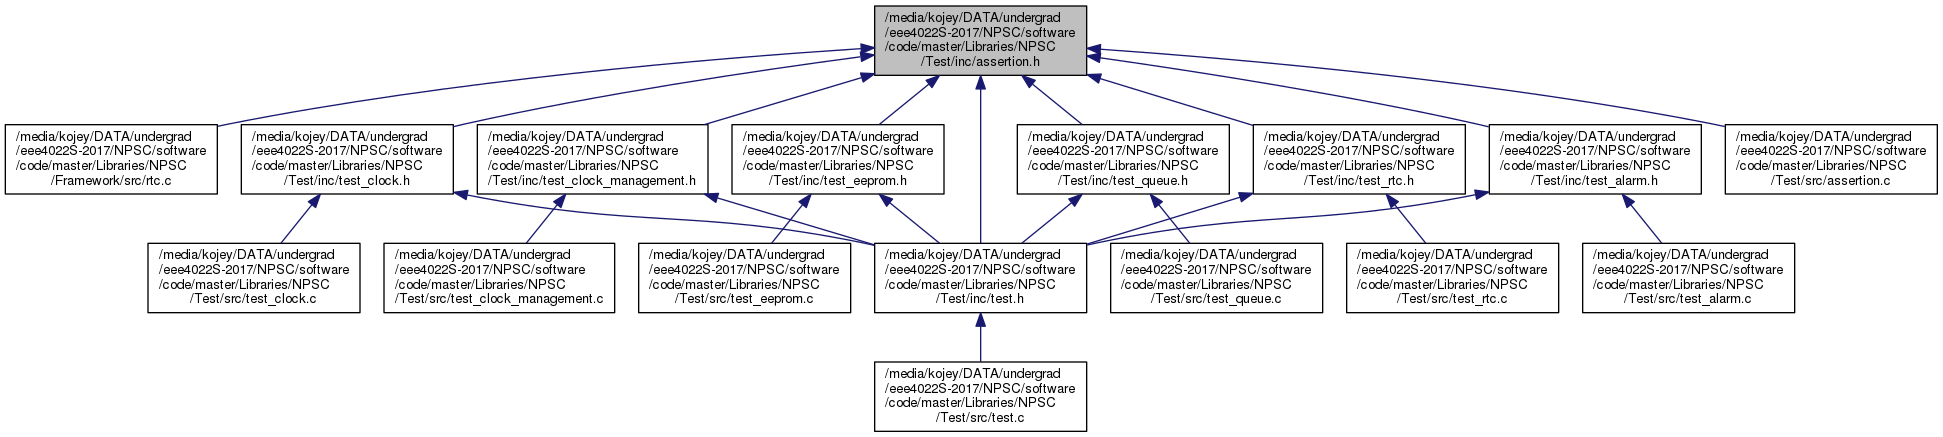 /media/kojey/DATA/undergrad
/eee4022S-2017/NPSC/software
/code/master/Libraries/NPSC
/Test/inc/assertion.h
/media/kojey/DATA/undergrad
/eee4022S-2017/NPSC/software
/code/master/Libraries/NPSC
/Framework/src/rtc.c
/media/kojey/DATA/undergrad
/eee4022S-2017/NPSC/software
/code/master/Libraries/NPSC
/Test/inc/test_clock.h
/media/kojey/DATA/undergrad
/eee4022S-2017/NPSC/software
/code/master/Libraries/NPSC
/Test/inc/test_clock_management.h
/media/kojey/DATA/undergrad
/eee4022S-2017/NPSC/software
/code/master/Libraries/NPSC
/Test/inc/test_eeprom.h
/media/kojey/DATA/undergrad
/eee4022S-2017/NPSC/software
/code/master/Libraries/NPSC
/Test/inc/test_queue.h
/media/kojey/DATA/undergrad
/eee4022S-2017/NPSC/software
/code/master/Libraries/NPSC
/Test/inc/test_rtc.h
/media/kojey/DATA/undergrad
/eee4022S-2017/NPSC/software
/code/master/Libraries/NPSC
/Test/inc/test_alarm.h
/media/kojey/DATA/undergrad
/eee4022S-2017/NPSC/software
/code/master/Libraries/NPSC
/Test/src/assertion.c
/media/kojey/DATA/undergrad
/eee4022S-2017/NPSC/software
/code/master/Libraries/NPSC
/Test/src/test_clock.c
/media/kojey/DATA/undergrad
/eee4022S-2017/NPSC/software
/code/master/Libraries/NPSC
/Test/src/test_clock_management.c
/media/kojey/DATA/undergrad
/eee4022S-2017/NPSC/software
/code/master/Libraries/NPSC
/Test/src/test_eeprom.c
/media/kojey/DATA/undergrad
/eee4022S-2017/NPSC/software
/code/master/Libraries/NPSC
/Test/inc/test.h
/media/kojey/DATA/undergrad
/eee4022S-2017/NPSC/software
/code/master/Libraries/NPSC
/Test/src/test_queue.c
/media/kojey/DATA/undergrad
/eee4022S-2017/NPSC/software
/code/master/Libraries/NPSC
/Test/src/test_rtc.c
/media/kojey/DATA/undergrad
/eee4022S-2017/NPSC/software
/code/master/Libraries/NPSC
/Test/src/test_alarm.c
/media/kojey/DATA/undergrad
/eee4022S-2017/NPSC/software
/code/master/Libraries/NPSC
/Test/src/test.c